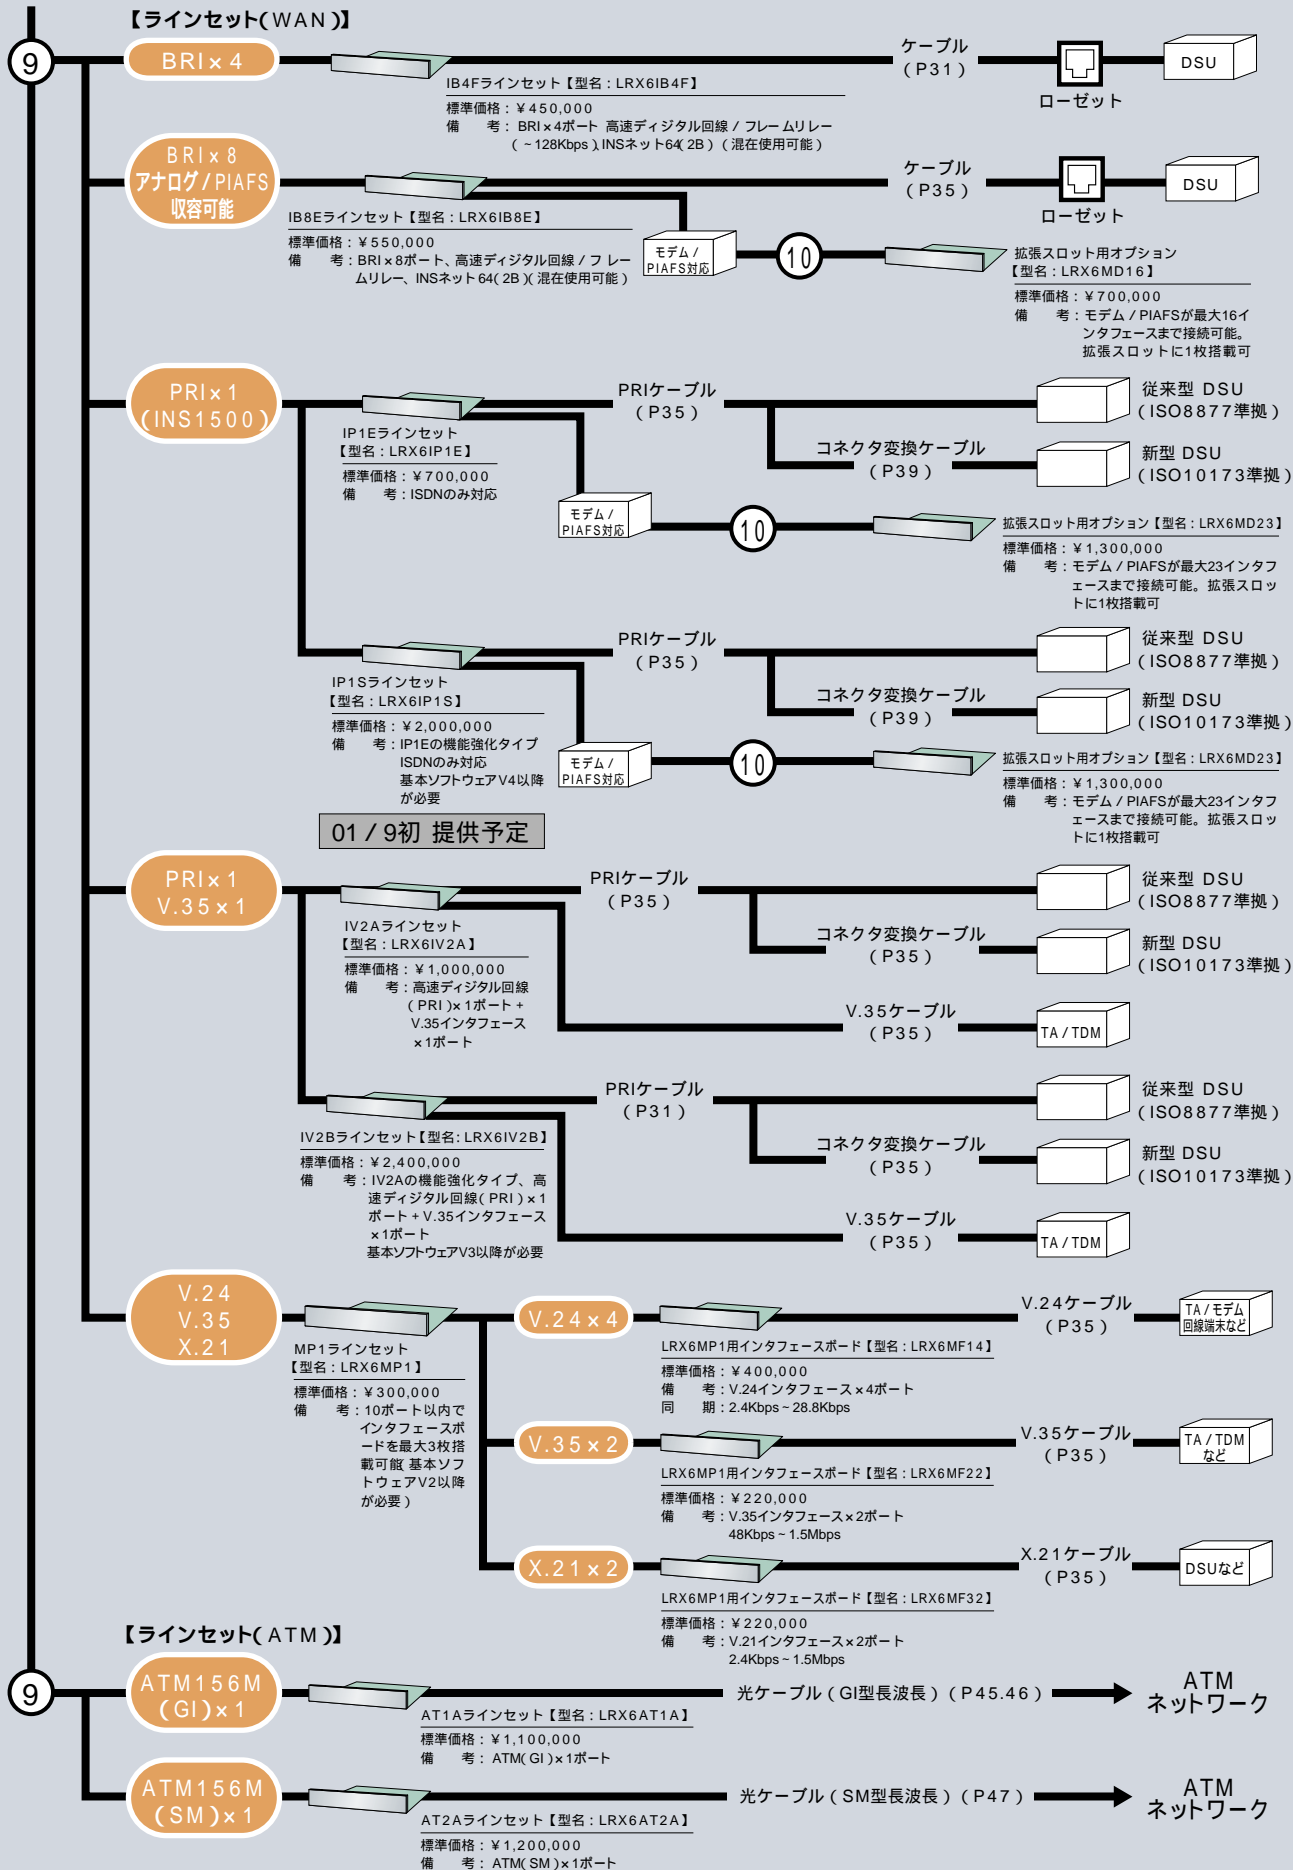 【ラインセット(WAN)】
9
BRI×4
IB4Fラインセット【型名：LRX6IB4F】
標準価格：¥450,000
備　考：BRI×4ポート 高速ディジタル回線／フレームリレー
（~128Kbps）、INSネット64(2B)（混在使用可能）
ケーブル
（P31）
ローゼット
DSU
BRI×8
アナログ/PIAFS
収容可能
IB8Eラインセット【型名：LRX6IB8E】
標準価格：¥550,000
備　考：BRI×8ポート、高速ディジタル回線／フレー
ムリレー、INSネット64(2B)(混在使用可能）
ケーブル
（P35）
ローゼット
DSU
モデム／
PIAFS対応
10
拡張スロット用オプション
【型名：LRX6MD16】
標準価格：¥700,000
備　考：モデム／PIAFSが最大16イ
ンタフェースまで接続可能。
拡張スロットに1枚搭載可
PRI×1
(INS1500)
IP1Eラインセット
【型名：LRX6IP1E】
標準価格：¥700,000
備　考：ISDNのみ対応
PRIケーブル
（P35）
従来型 DSU
（ISO8877準拠）
コネクタ変換ケーブル
（P39）
新型 DSU
（ISO10173準拠）
モデム／
PIAFS対応
10
拡張スロット用オプション【型名：LRX6MD23】
標準価格：¥1,300,000
備　考：モデム／PIAFSが最大23インタフ
ェースまで接続可能。拡張スロッ
トに1枚搭載可
IP1Sラインセット
【型名：LRX6IP1S】
標準価格：¥2,000,000
備　考：IP1Eの機能強化タイプ
ISDNのみ対応
基本ソフトウェアV4以降
が必要
01／9初 提供予定
PRIケーブル
（P35）
従来型 DSU
（ISO8877準拠）
コネクタ変換ケーブル
（P39）
新型 DSU
（ISO10173準拠）
モデム／
PIAFS対応
10
拡張スロット用オプション【型名：LRX6MD23】
標準価格：¥1,300,000
備　考：モデム／PIAFSが最大23インタフ
ェースまで接続可能。拡張スロッ
トに1枚搭載可
PRI×1
V.35×1
IV2Aラインセット
【型名：LRX6IV2A】
標準価格：¥1,000,000
備　考：高速ディジタル回線
(PRI)×1ポート＋
V.35インタフェース
×1ポート
PRIケーブル
（P35）
従来型 DSU
（ISO8877準拠）
コネクタ変換ケーブル
（P35）
新型 DSU
（ISO10173準拠）
V.35ケーブル
（P35）
TA／TDM
IV2Bラインセット【型名：LRX6IV2B】
標準価格：¥2,400,000
備　考：IV2Aの機能強化タイプ、高
速ディジタル回線(PRI)×1
ポート＋V.35インタフェース
×1ポート
基本ソフトウェアV3以降が必要
PRIケーブル
（P31）
従来型 DSU
（ISO8877準拠）
コネクタ変換ケーブル
（P35）
新型 DSU
（ISO10173準拠）
V.35ケーブル
（P35）
TA／TDM
V.24
V.35
X.21
MP1ラインセット
【型名：LRX6MP1】
標準価格：¥300,000
備　考：10ポート以内で
インタフェースボ
ードを最大3枚搭
載可能(基本ソフ
トウェアV2以降
が必要）
V.24×4
LRX6MP1用インタフェースボード【型名：LRX6MF14】
標準価格：¥400,000
備　考：V.24インタフェース×4ポート
同　期：2.4Kbps~28.8Kbps
V.24ケーブル
（P35）
TA／モデム
回線端末など
V.35×2
LRX6MP1用インタフェースボード【型名：LRX6MF22】
標準価格：¥220,000
備　考：V.35インタフェース×2ポート
48Kbps~1.5Mbps
V.35ケーブル
（P35）
TA／TDM
など
X.21×2
LRX6MP1用インタフェースボード【型名：LRX6MF32】
標準価格：¥220,000
備　考：V.21インタフェース×2ポート
2.4Kbps~1.5Mbps
X.21ケーブル
（P35）
DSUなど
【ラインセット(ATM)】
9
ATM156M
(GI)×1
AT1Aラインセット【型名：LRX6AT1A】
標準価格：¥1,100,000
備　考：ATM(GI)×1ポート
光ケーブル（GI型長波長）（P45.46）
ATM
ネットワーク
ATM156M
(SM)×1
AT2Aラインセット【型名：LRX6AT2A】
標準価格：¥1,200,000
備　考：ATM(SM)×1ポート
光ケーブル（SM型長波長）（P47）
ATM
ネットワーク